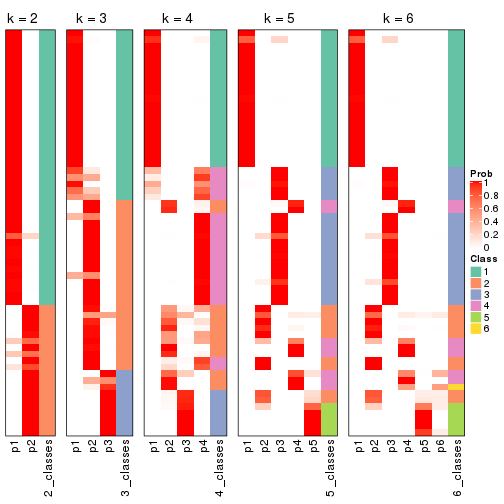 k = 2
k = 3
k = 4
k = 5
k = 6
p1
p2
2_classes
p1
p2
p3
3_classes
p1
p2
p3
p4
4_classes
p1
p2
p3
p4
p5
5_classes
p1
p2
p3
p4
p5
p6
6_classes
Prob
1
0.8
0.6
0.4
0.2
0
Class
1
2
3
4
5
6